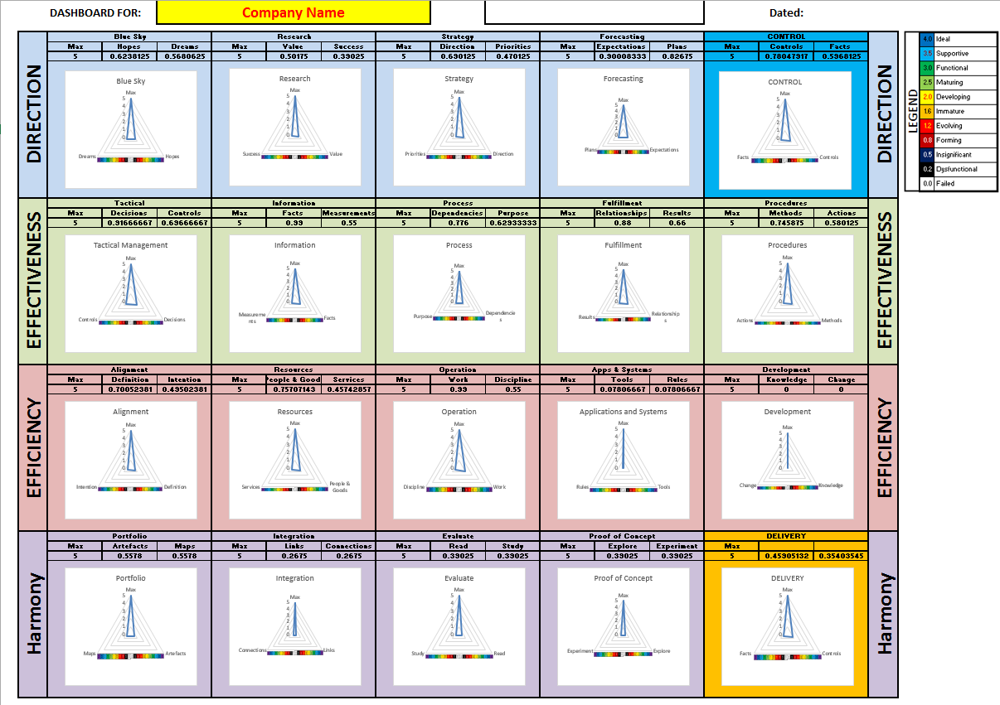 DASHBOARD FOR: Company Name Dated:
DIRECTION
Blue Sky
Max Hopes Dreams
5 0.6238125 0.5680625
Blue Sky
Max
5
4
3
2
1
0
Dreams Hopes
Research
Max Value Success
5 0.50175 0.39025
Research
Max
5
4
3
2
1
0
Success Value
Strategy
Max Direction Priorities
5 0.690125 0.470125
Strategy
Max
5
4
3
2
1
0
Priorities Direction
Forecasting
Max Expectations Plans
5 0.90008333 0.82675
Forecasting
Max
5
4
3
2
1
0
Plans Expectations
CONTROL
Max Controls Facts
5 0.78047917 0.5968125
CONTROL
Max
5
4
3
2
1
0
Facts Controls
DIRECTION
LEGEND
4.0 Ideal
3.5 Supportive
3.0 Functional
2.5 Maturing
2.0 Developing
1.6 Immature
1.2 Evolving
0.8 Forming
0.5 Insignificant
0.2 Dysfunctional
0.0 Failed
EFFECTIVENESS
Tactical
Max Decisions Controls
5 0.91666667 0.69666667
Tactical Management
Max
5
4
3
2
1
0
Controls Decisions
Information
Max Facts Measurements
5 0.99 0.55
Information
Max
5
4
3
2
1
0
Measureme
nts Facts
Process
Max Dependencies Purpose
5 0.776 0.62933333
Process
Max
5
4
3
2
1
0
Purpose Dependencie
s
Fulfillment
Max Relationships Results
5 0.88 0.66
Fulfillment
Max
5
4
3
2
1
0
Results Relationship
s
Procedures
Max Methods Actions
5 0.745875 0.580125
Procedures
Max
5
4
3
2
1
0
Actions Methods
EFFECTIVENESS
EFFICIENCY
Alignment
Max Definition Intention
5 0.70052381 0.49502381
Alignment
Max
5
4
3
2
1
0
Intention Definition
Resources
Max People & Good Services
5 0.75707143 0.45742857
Resources
Max
5
4
3
2
1
0
Services People &
Goods
Operation
Max Work Discipline
5 0.99 0.55
Operation
Max
5
4
3
2
1
0
Discipline Work
Apps & Systems
Max Tools Rules
5 0.07806667 0.07806667
Applications and Systems
Max
5
4
3
2
1
0
Rules Tools
Development
Max Knowledge Change
5 0 0
Development
Max
5
4
3
2
1
0
Change Knowledge
EFFICIENCY
Harmony
Portfolio
Max Artefacts Maps
5 0.5578 0.5578
Portfolio
Max
5
4
3
2
1
0
Maps Artefacts
Integration
Max Links Connections
5 0.2675 0.2675
Integration
Max
5
4
3
2
1
0
Connections Links
Evaluate
Max Read Study
5 0.39025 0.39025
Evaluate
Max
5
4
3
2
1
0
Study Read
Proof of Concept
Max Explore Experiment
5 0.39025 0.39025
Proof of Concept
Max
5
4
3
2
1
0
Experiment Explore
DELIVERY
Max
5 0.45905132 0.35403545
DELIVERY
Max
5
4
3
2
1
0
Facts Controls
Harmony